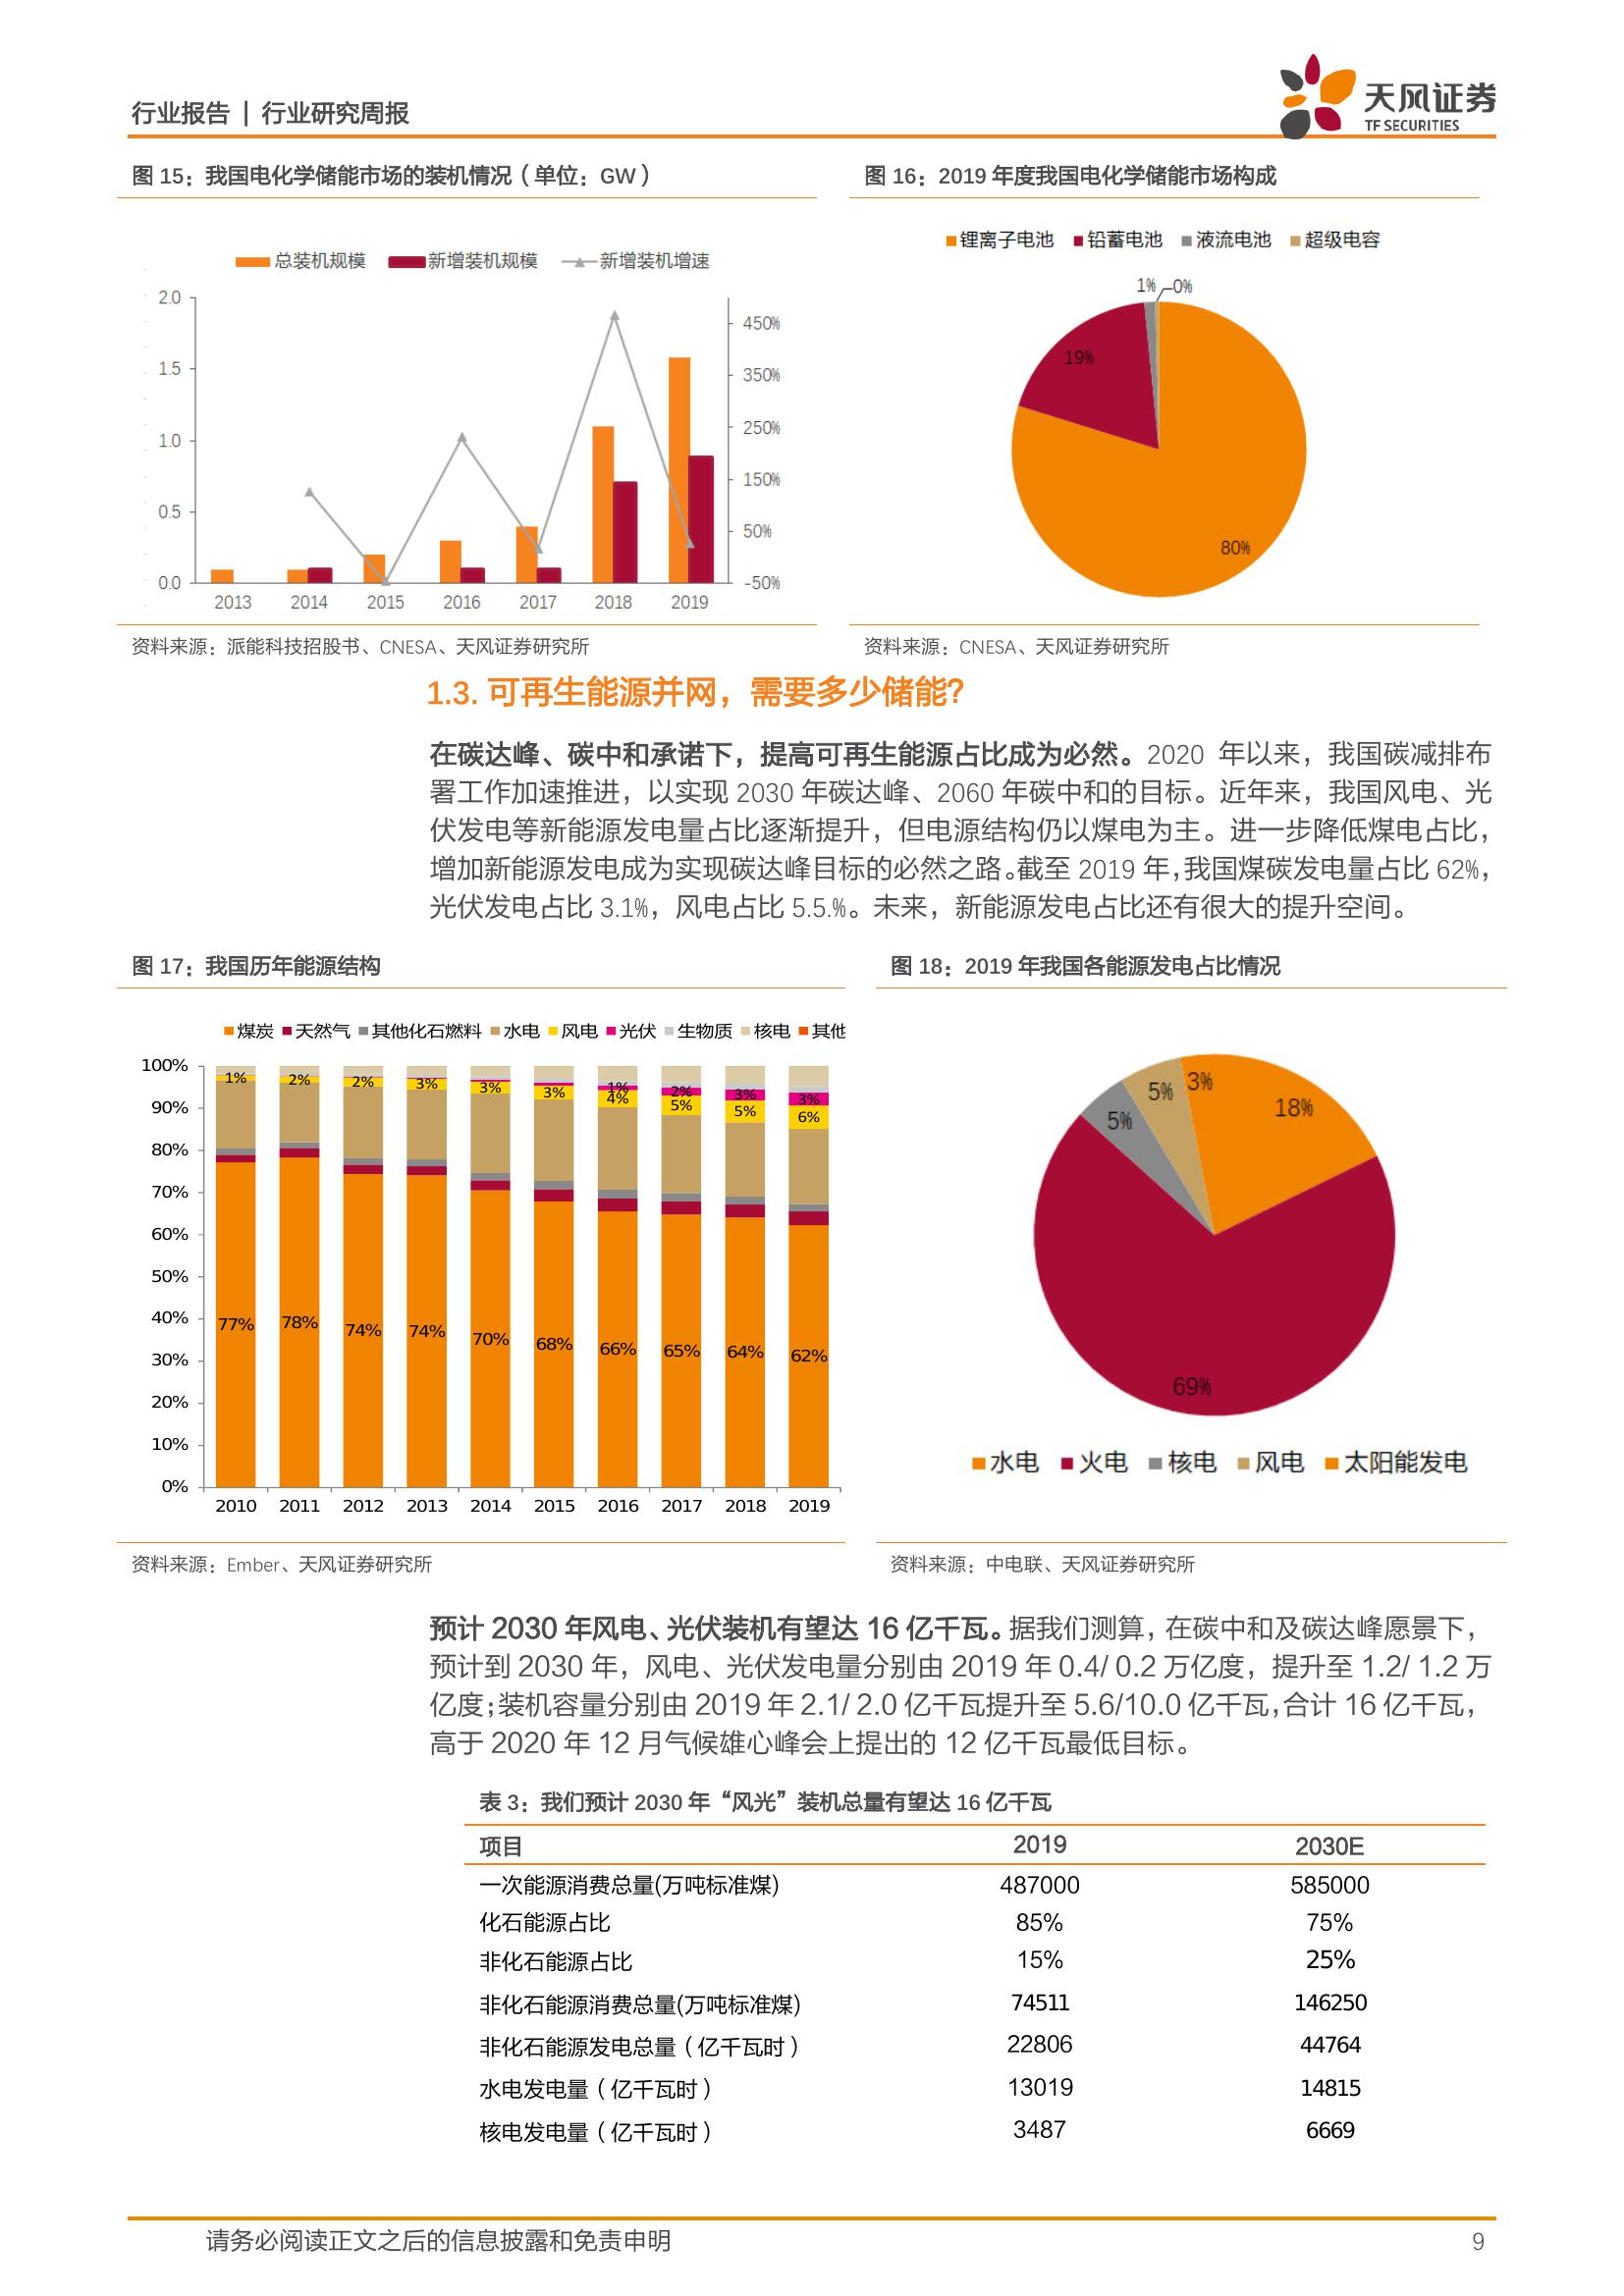 行业报告 | 行业研究周报
天风证券
TF SECURITIES
图 15：我国电化学储能市场的装机情况（单位：GW）
总装机规模 新增装机规模 新增装机增速
2.0
1.5
1.0
0.5
0.0
450%
350%
250%
150%
50%
-50%
2013 2014 2015 2016 2017 2018 2019
资料来源：派能科技招股书、CNESA、天风证券研究所
图 16：2019 年度我国电化学储能市场构成
锂离子电池 铅蓄电池 液流电池 超级电容
1% 0%
19%
80%
资料来源：CNESA、天风证券研究所
1.3. 可再生能源并网，需要多少储能？
在碳达峰、碳中和承诺下，提高可再生能源占比成为必然。2020 年以来，我国碳减排布
署工作加速推进，以实现 2030 年碳达峰、2060 年碳中和的目标。近年来，我国风电、光
伏发电等新能源发电量占比逐渐提升，但电源结构仍以煤电为主。进一步降低煤电占比，
增加新能源发电成为实现碳达峰目标的必然之路。截至 2019 年，我国煤碳发电量占比 62%，
光伏发电占比 3.1%，风电占比 5.5.%。未来，新能源发电占比还有很大的提升空间。
图 17：我国历年能源结构
煤炭 天然气 其他化石燃料 水电 风电 光伏 生物质 核电 其他
100%
90%
80%
70%
60%
50%
40%
30%
20%
10%
0%
1% 2% 2% 3% 3% 3% 1% 2% 3% 3%
4% 5% 5% 6%
77% 78% 74% 74% 70% 68% 66% 65% 64% 62%
2010 2011 2012 2013 2014 2015 2016 2017 2018 2019
资料来源：Ember、天风证券研究所
图 18：2019 年我国各能源发电占比情况
5% 3%
18%
5%
69%
水电 火电 核电 风电 太阳能发电
资料来源：中电联、天风证券研究所
预计 2030 年风电、光伏装机有望达 16 亿千瓦。据我们测算，在碳中和及碳达峰愿景下，
预计到 2030 年，风电、光伏发电量分别由 2019 年 0.4/ 0.2 万亿度，提升至 1.2/ 1.2 万
亿度；装机容量分别由 2019 年 2.1/ 2.0 亿千瓦提升至 5.6/10.0 亿千瓦，合计 16 亿千瓦，
高于 2020 年 12 月气候雄心峰会上提出的 12 亿千瓦最低目标。
表 3：我们预计 2030 年“风光”装机总量有望达 16 亿千瓦
项目 2019 2030E
一次能源消费总量(万吨标准煤) 487000 585000
化石能源占比 85% 75%
非化石能源占比 15% 25%
非化石能源消费总量(万吨标准煤) 74511 146250
非化石能源发电总量（亿千瓦时） 22806 44764
水电发电量（亿千瓦时） 13019 14815
核电发电量（亿千瓦时） 3487 6669
请务必阅读正文之后的信息披露和免责申明 9